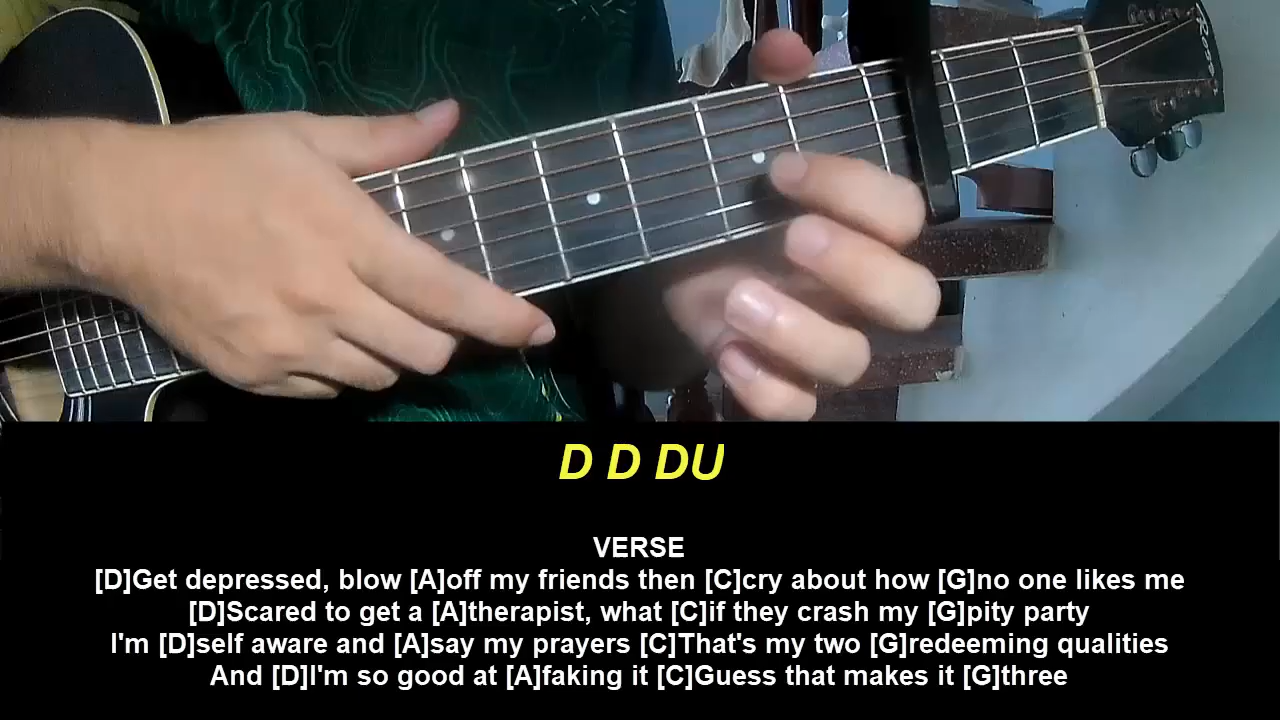 Rose
D D DU
VERSE
[D]Get depressed, blow [A]off my friends then [C]cry about how [G]no one likes me
[D]Scared to get a [A]therapist, what [C]if they crash my [G]pity party
I'm [D]self aware and [A]say my prayers [C]That's my two [G]redeeming qualities
And [D]I'm so good at [A]faking it [C]Guess that makes it [G]three